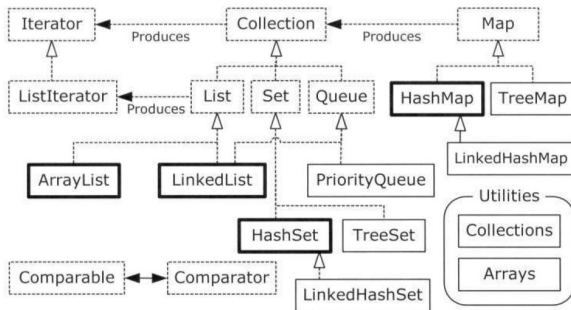 Iterator
Collection
Map
Produces
Produces
ListIterator
List
Set
Queue
HashMap
TreeMap
Produces
ArrayList
LinkedList
PriorityQueue
LinkedHashMap
Utilities
HashSet
TreeSet
Collections
Comparable
Comparator
Arrays
LinkedHashSet